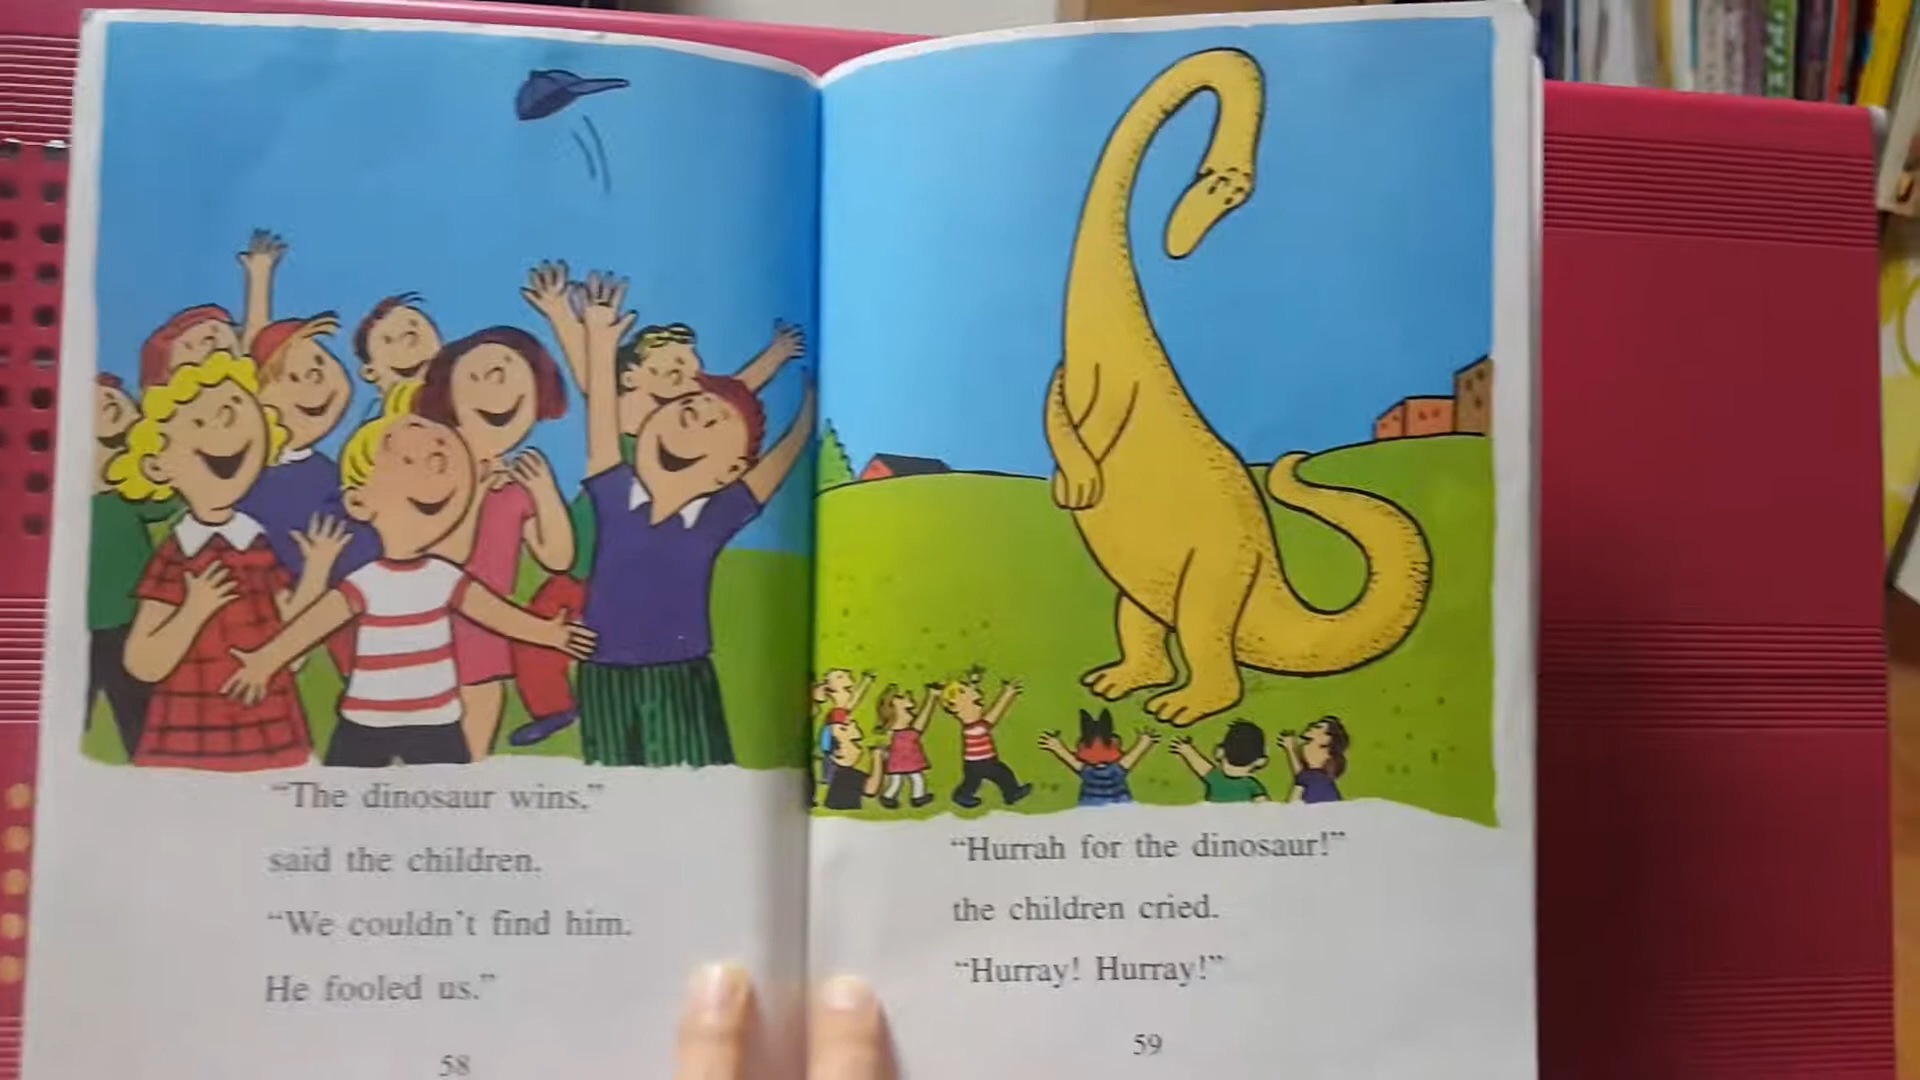 “The dinosaur wins,”
said the children.
“We couldn’t find him.
He fooled us.”
58
“Hurrah for the dinosaur!”
the children cried.
“Hurray! Hurray!”
59